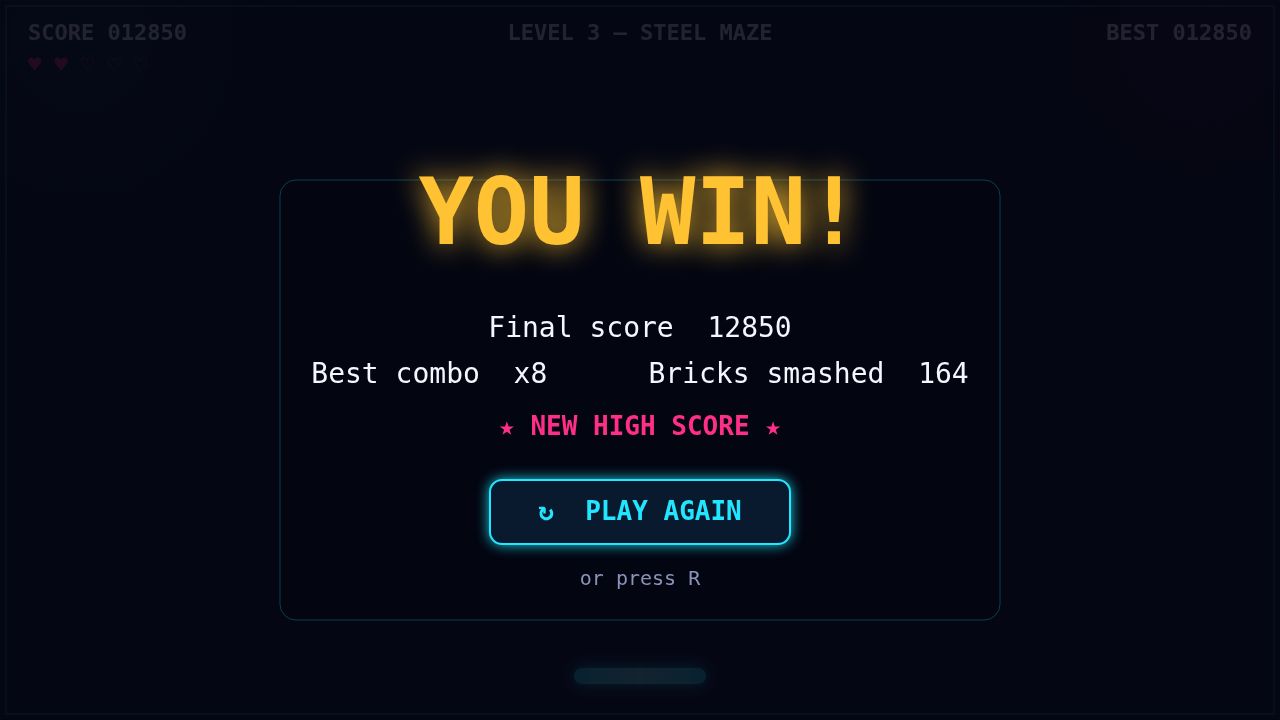 SCORE 012850
LEVEL 3 — STEEL MAZE
BEST 012850
♥ ♥ ♡ ♡ ♡
YOU WIN!
Final score 12850
Best combo x8 Bricks smashed 164
★ NEW HIGH SCORE ★
↻ PLAY AGAIN
or press R